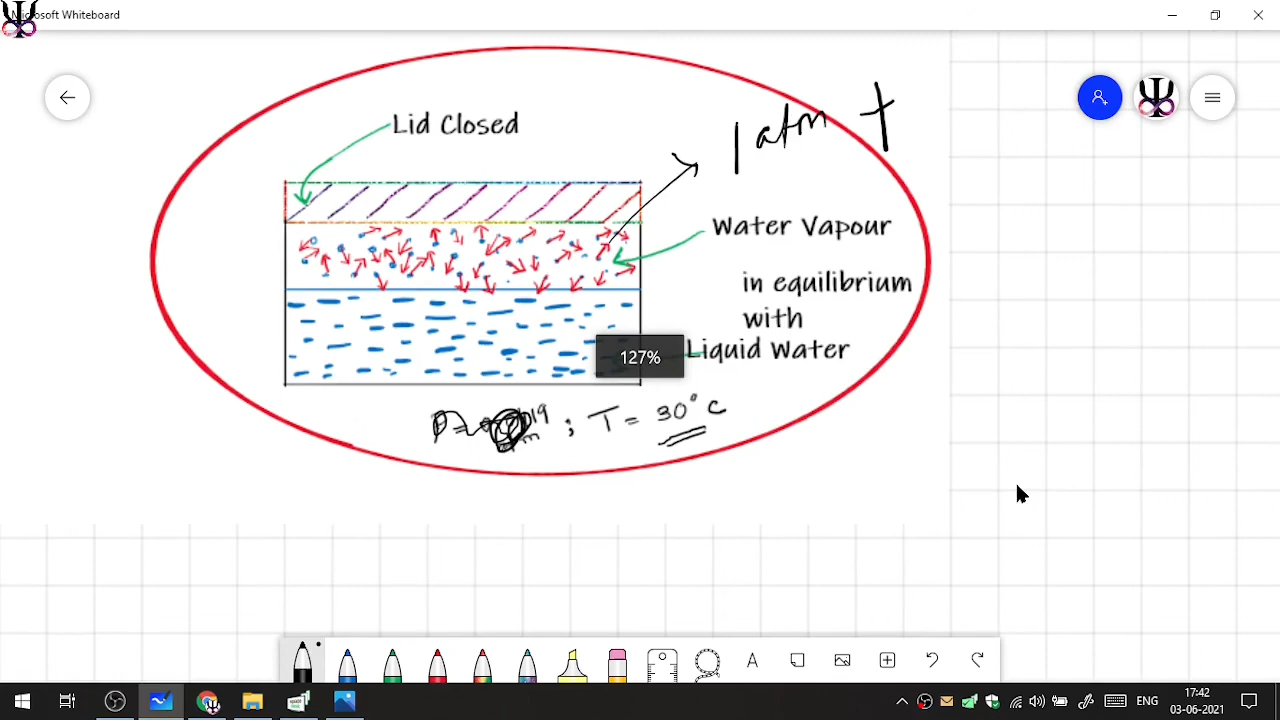 Microsoft Whiteboard
Lid Closed
1 atm +
Water Vapour
in equilibrium
with
Liquid Water
127%
; T = 30° C
A
ENG
17:42
03-06-2021